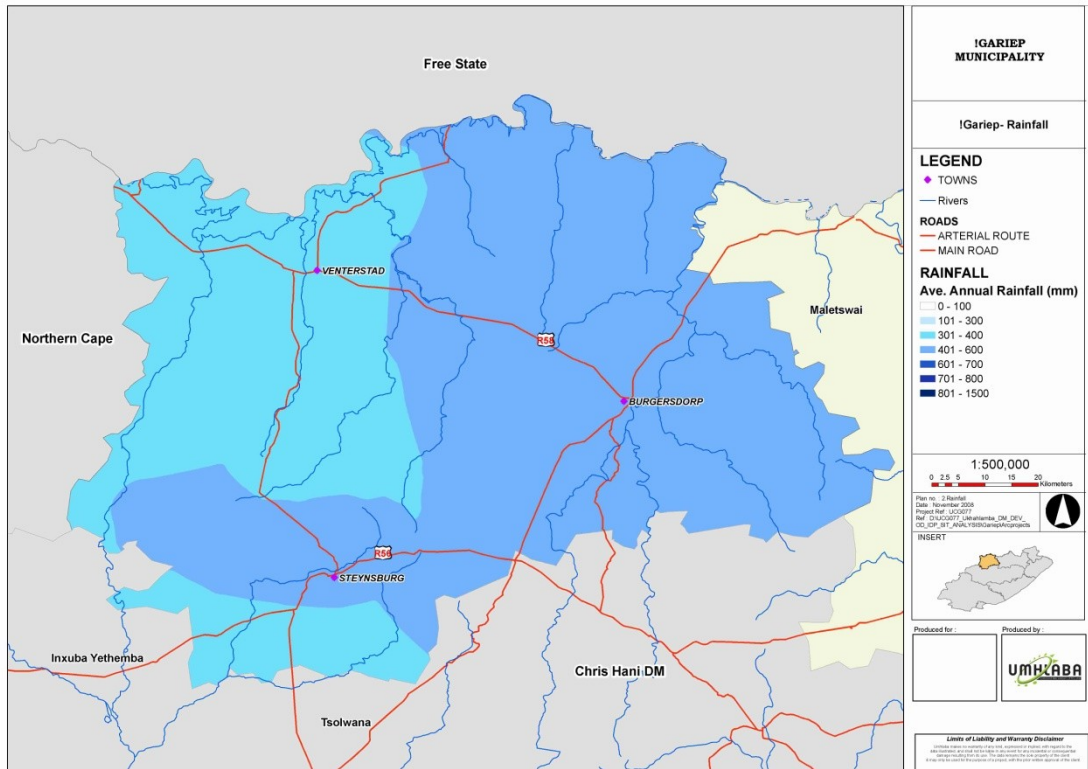 Free State
VENTERSTAD
Northern Cape
Maletswai
R58
BURGERSDORP
R56
STEYNSBURG
Inxuba Yethemba
Chris Hani DM
Tsolwana
!GARIEP
MUNICIPALITY
!Gariep- Rainfall
LEGEND
TOWNS
Rivers
ROADS
ARTERIAL ROUTE
MAIN ROAD
RAINFALL
Ave. Annual Rainfall (mm)
0 - 100
101 - 300
301 - 400
401 - 600
601 - 700
701 - 800
801 - 1500
1:500,000
0 2.5 5 10 15 20
Kilometers
Plan no. : 2.Rainfall
Date : November 2008
Project Ref : UCG077
INSERT
Produced for :
Produced by :
UMHLABA
Limits of Liability and Warranty Disclaimer